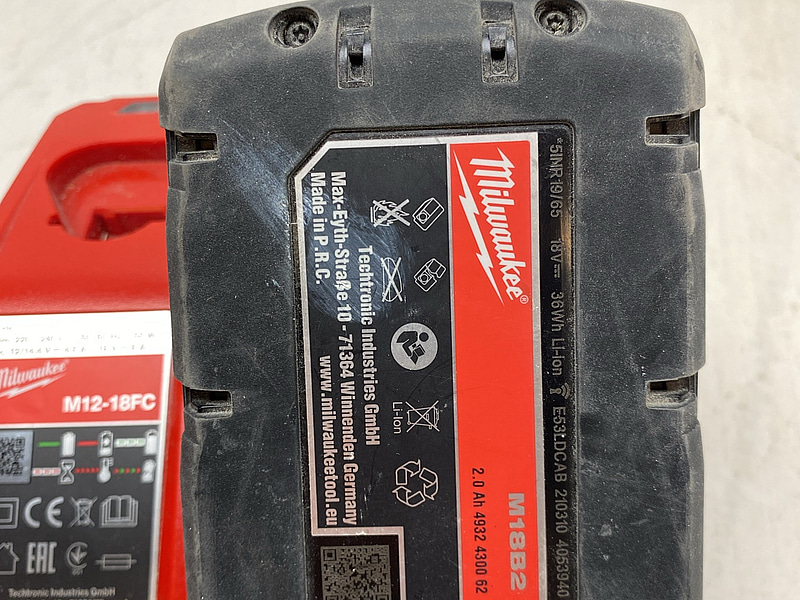 Milwaukee®
M18B2
2.0 Ah 4932 4300 62
*5INR19/65 18V⎓ 36Wh Li-Ion E53LDCAB 210310 4053940
Li-Ion
Techtronic Industries GmbH
Max-Eyth-Straße 10 - 71364 Winnenden Germany
Made in P.R.C. www.milwaukeetool.eu
Milwaukee
M12-18FC
CE
EAC
Techtronic Industries GmbH